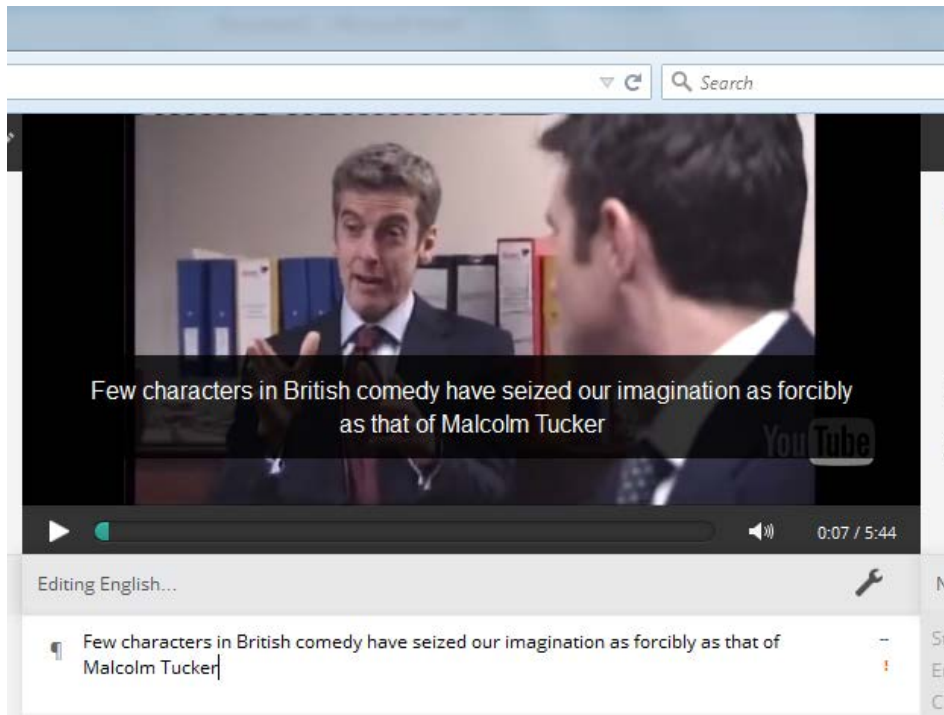 Search
Few characters in British comedy have seized our imagination as forcibly
as that of Malcolm Tucker
YouTube
0:07 / 5:44
Editing English...
Few characters in British comedy have seized our imagination as forcibly as that of
Malcolm Tucker
--
!